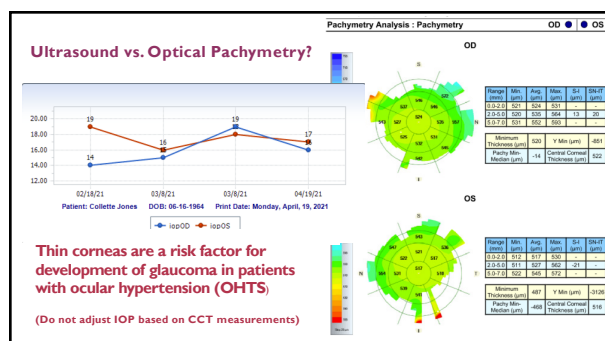 Pachymetry Analysis : Pachymetry
OD
OS
Ultrasound vs. Optical Pachymetry?
OD
19
14
16
15
19
18
17
16
20.00
18.00
16.00
14.00
12.00
02/18/21
03/8/21
03/8/21
04/19/21
Patient: Collette Jones
DOB: 06-16-1964
Print Date: Monday, April, 19, 2021
iopOD
iopOS
S
N
I
Range (mm) Min. (µm) Avg. (µm) Max. (µm) S-I (µm) SN-IT (µm)
0.0-2.0 521 524 531 - -
2.0-5.0 520 535 564 13 20
5.0-7.0 531 552 593 - -
Minimum Thickness (µm) 520 Y Min (µm) -851
Pachy Min-Median (µm) -14 Central Corneal Thickness (µm) 522
OS
S
N
T
I
Range (mm) Min. (µm) Avg. (µm) Max. (µm) S-I (µm) SN-IT (µm)
0.0-2.0 512 517 530 - -
2.0-5.0 511 527 562 -21 -
5.0-7.0 522 545 572 - -
Minimum Thickness (µm) 487 Y Min (µm) -3126
Pachy Min-Median (µm) -468 Central Corneal Thickness (µm) 516
Thin corneas are a risk factor for
development of glaucoma in patients
with ocular hypertension (OHTS)
(Do not adjust IOP based on CCT measurements)